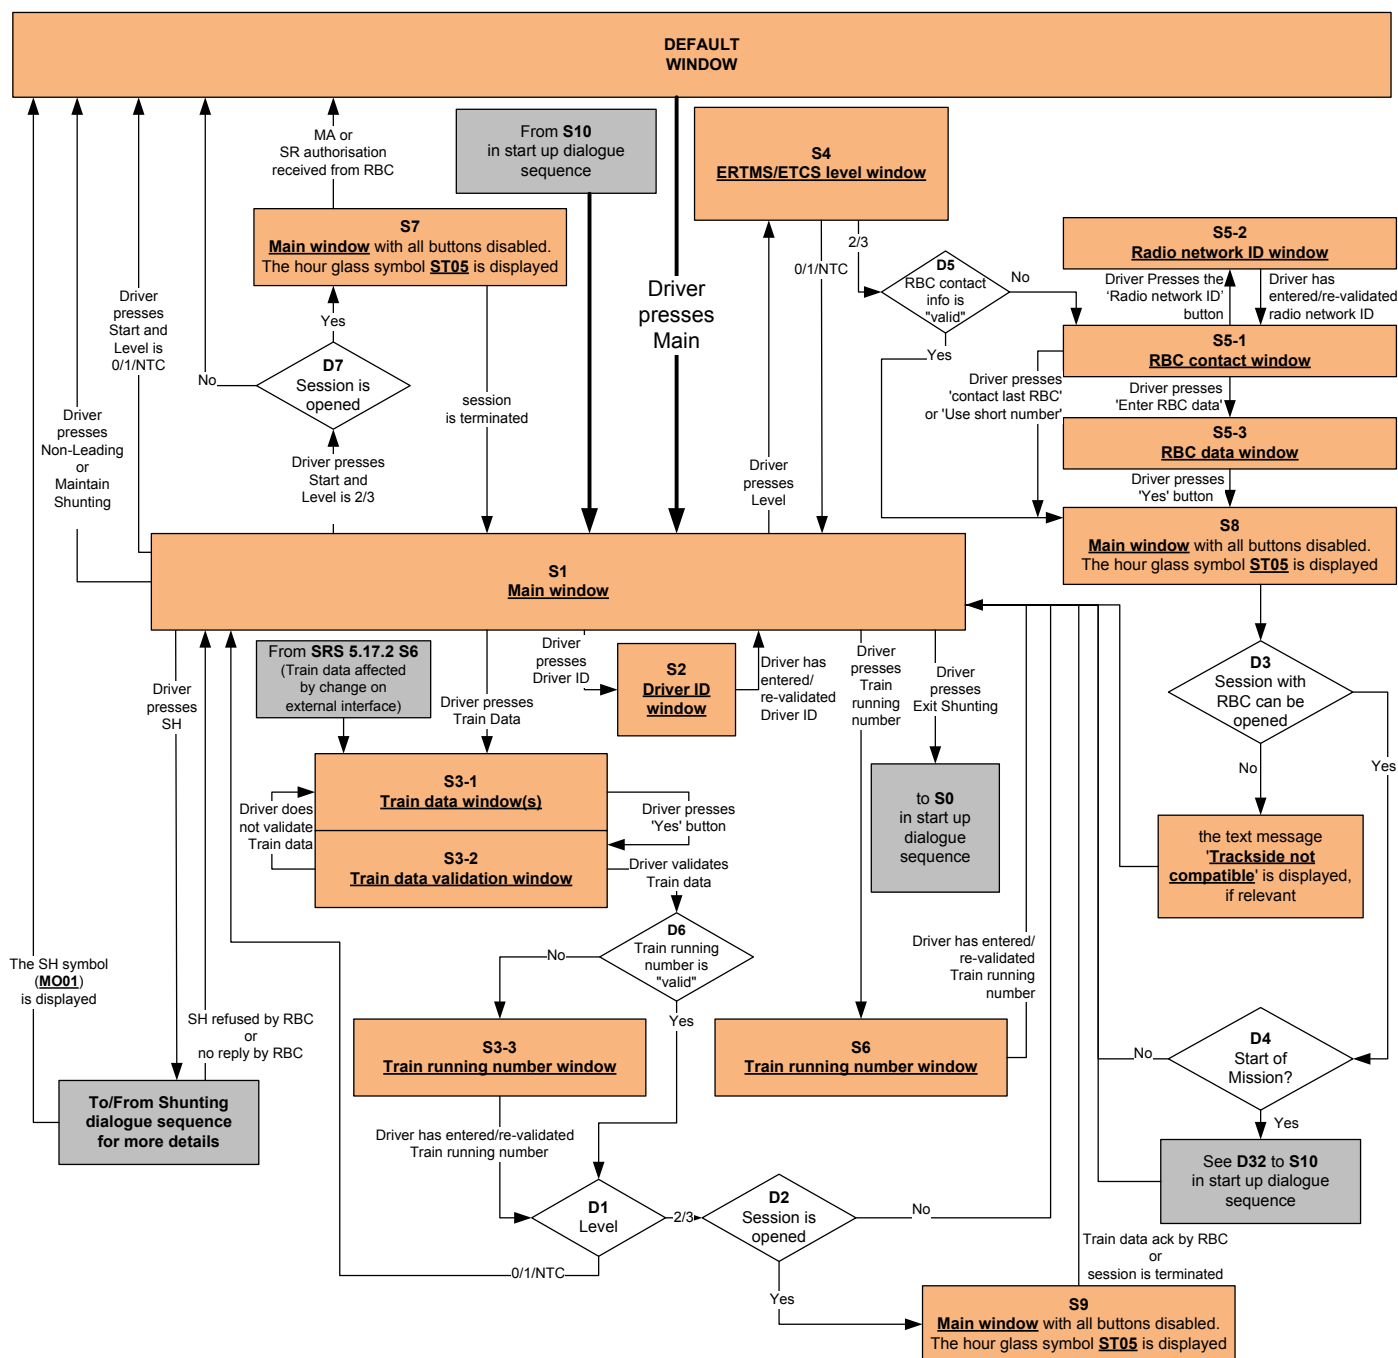 DEFAULT
WINDOW
MA or
SR authorisation
received from RBC
From S10
in start up dialogue
sequence
S4
ERTMS/ETCS level window
S7
Main window with all buttons disabled.
The hour glass symbol ST05 is displayed
S5-2
Radio network ID window
2/3
0/1/NTC
D5
RBC contact
info is
"valid"
No
Yes
Driver Presses the
‘Radio network ID’
button
Driver has
entered/re-validated
radio network ID
Driver
presses
Main
Driver
presses
Start and
Level is
0/1/NTC
Yes
D7
Session is
opened
No
S5-1
RBC contact window
Driver presses
'contact last RBC'
or 'Use short number'
Driver presses
'Enter RBC data'
session
is terminated
Driver
presses
Non-Leading
or
Maintain
Shunting
Driver presses
Start and
Level is 2/3
Driver
presses
Level
S5-3
RBC data window
Driver presses
'Yes' button
S8
Main window with all buttons disabled.
The hour glass symbol ST05 is displayed
S1
Main window
From SRS 5.17.2 S6
(Train data affected
by change on
external interface)
Driver
presses
SH
Driver presses
Train Data
Driver
presses
Driver ID
S2
Driver ID
window
Driver has
entered/
re-validated
Driver ID
Driver
presses
Train
running
number
Driver
presses
Exit Shunting
D3
Session with
RBC can be
opened
No
Yes
S3-1
Train data window(s)
Driver does
not validate
Train data
Driver presses
'Yes' button
S3-2
Train data validation window
Driver validates
Train data
to S0
in start up
dialogue
sequence
the text message
'Trackside not
compatible' is displayed,
if relevant
D6
Train running
number is
"valid"
No
Yes
Driver has entered/
re-validated
Train running
number
The SH symbol
(MO01)
is displayed
SH refused by RBC
or
no reply by RBC
S3-3
Train running number window
S6
Train running number window
D4
Start of
Mission?
No
Yes
To/From Shunting
dialogue sequence
for more details
Driver has entered/re-validated
Train running number
See D32 to S10
in start up dialogue
sequence
D1
Level
2/3
0/1/NTC
D2
Session is
opened
No
Yes
Train data ack by RBC
or
session is terminated
S9
Main window with all buttons disabled.
The hour glass symbol ST05 is displayed